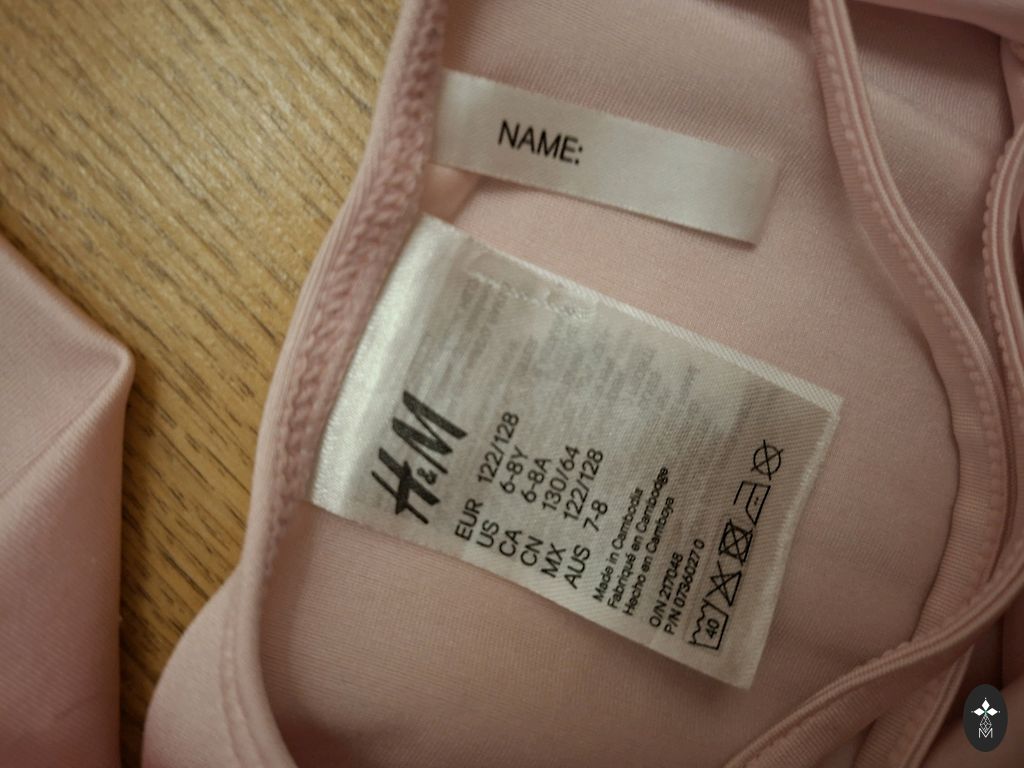 NAME:
H&M
EUR 122/128
US 6-8Y
CA 6-8A
CN 130/64
MX 122/128
AUS 7-8
Made in Cambodia
Fabriqué en Cambodge
Hecho en Camboya
O/N 217048
P/N 0736027 0
40
M